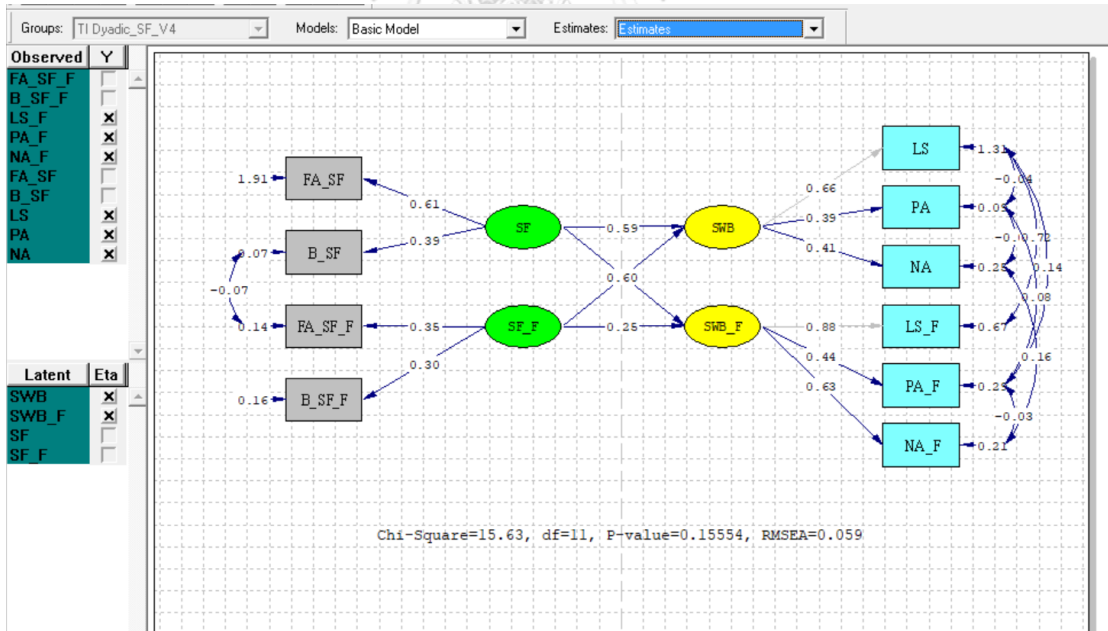 Groups: TI Dyadic_SF_V4 Models: Basic Model Estimates: Estimates
Observed Y
FA_SF_F
B_SF_F
LS_F
PA_F
NA_F
FA_SF
B_SF
LS
PA
NA
Latent Eta
SWB
SWB_F
SF
SF_F
1.91 FA_SF
0.07 B_SF
-0.07
0.14 FA_SF_F
0.16 B_SF_F
0.61
0.39
0.35
0.30
SF
SF_F
0.59
0.60
0.25
SWB
SWB_F
0.66
0.39
0.41
0.88
0.44
0.63
LS 1.31
-0.04
PA 0.09
NA
0.14
0.08
LS_F 0.67
0.16
PA_F
-0.03
NA_F 0.21
Chi-Square=15.63, df=11, P-value=0.15554, RMSEA=0.059